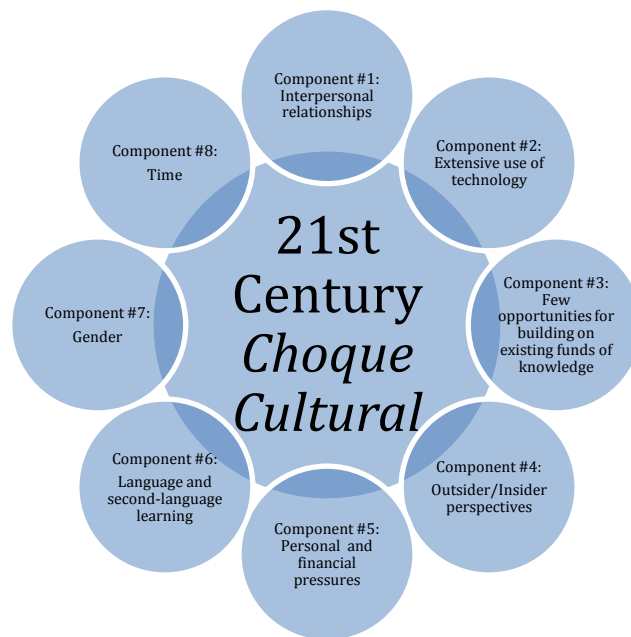 Component #1:
Interpersonal
relationships
Component #2:
Extensive use of
technology
Component #3:
Few
opportunities for
building on
existing funds of
knowledge
Component #4:
Outsider/Insider
perspectives
Component #5:
Personal and
financial
pressures
Component #6:
Language and
second-language
learning
Component #7:
Gender
Component #8:
Time
21st
Century
Choque
Cultural